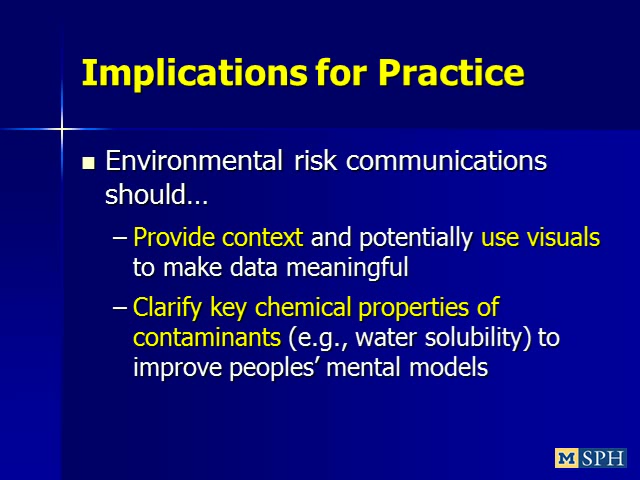 Implications for Practice
■ Environmental risk communications
should...
– Provide context and potentially use visuals
to make data meaningful
– Clarify key chemical properties of
contaminants (e.g., water solubility) to
improve peoples’ mental models
M SPH